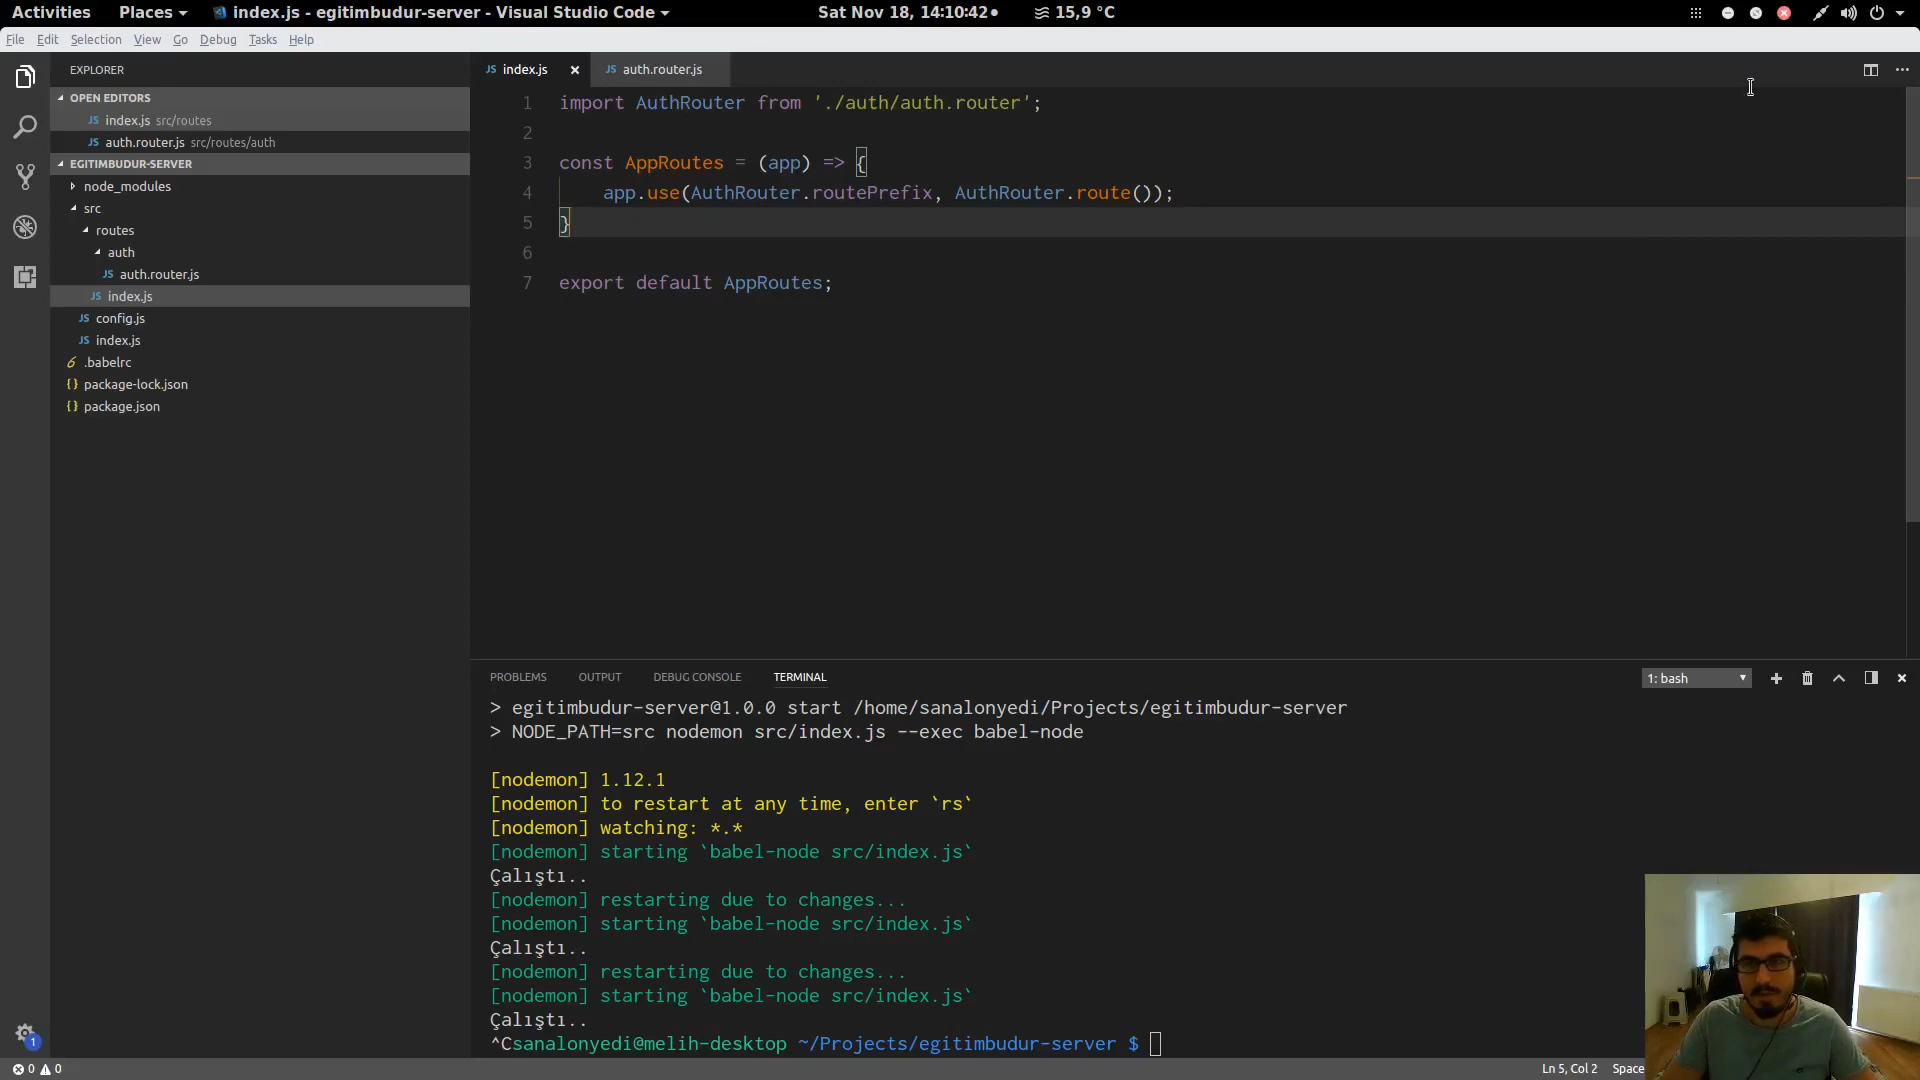 Activities Places index.js - egitimbudur-server - Visual Studio Code Sat Nov 18, 14:10:42 15,9 °C
File Edit Selection View Go Debug Tasks Help
EXPLORER
OPEN EDITORS
JS index.js src/routes
JS auth.router.js src/routes/auth
EGITIMBUDUR-SERVER
node_modules
src
routes
auth
JS auth.router.js
JS index.js
JS config.js
JS index.js
.babelrc
{} package-lock.json
{} package.json
1
JS index.js JS auth.router.js
1 import AuthRouter from './auth/auth.router';
2
3 const AppRoutes = (app) => {
4 app.use(AuthRouter.routePrefix, AuthRouter.route());
5 }
6
7 export default AppRoutes;
PROBLEMS OUTPUT DEBUG CONSOLE TERMINAL 1: bash
> egitimbudur-server@1.0.0 start /home/sanalonyedi/Projects/egitimbudur-server
> NODE_PATH=src nodemon src/index.js --exec babel-node
[nodemon] 1.12.1
[nodemon] to restart at any time, enter `rs`
[nodemon] watching: *.*
[nodemon] starting `babel-node src/index.js`
Çalıştı..
[nodemon] restarting due to changes...
[nodemon] starting `babel-node src/index.js`
Çalıştı..
[nodemon] restarting due to changes...
[nodemon] starting `babel-node src/index.js`
Çalıştı..
^Csanalonyedi@melih-desktop ~/Projects/egitimbudur-server $
0 0 Ln 5, Col 2 Space